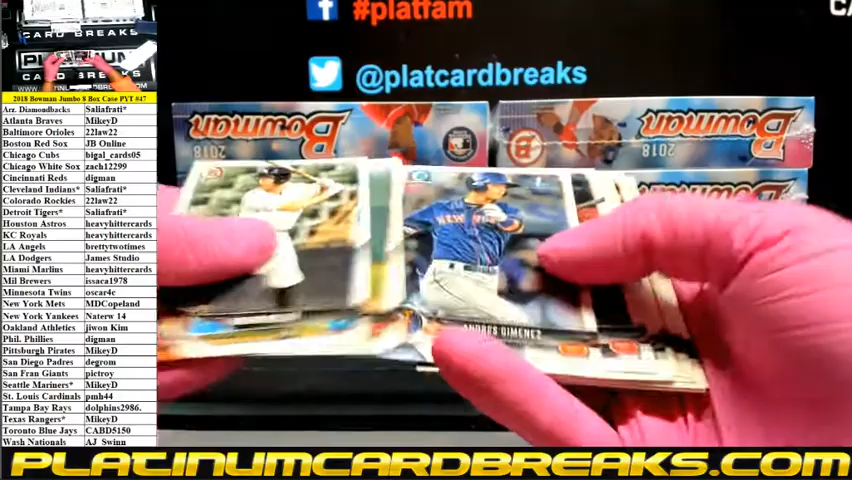 #platfam
CA
@platcardbreaks
CARD BREAKS
CARD BREAKS
2018 Bowman Jumbo 8 Box Case PYT #47
Arz. Diamondbacks Saliafrati*
Atlanta Braves MikeyD
Baltimore Orioles 22law22
Boston Red Sox JB Online
Chicago Cubs bigal_cards05
Chicago White Sox zach12299
Cincinnati Reds digman
Cleveland Indians* Saliafrati*
Colorado Rockies 22law22
Detroit Tigers* Saliafrati*
Houston Astros heavyhittercards
KC Royals heavyhittercards
LA Angels brettytwotimes
LA Dodgers James Studio
Miami Marlins heavyhittercards
Mil Brewers issaca1978
Minnesota Twins oscar4c
New York Mets MDCopeland
New York Yankees Naterw 14
Oakland Athletics jiwon Kim
Phil. Phillies digman
Pittsburgh Pirates MikeyD
San Diego Padres degrom
San Fran Giants pictroy
Seattle Mariners* MikeyD
St. Louis Cardinals pmh44
Tampa Bay Rays dolphins2986.
Texas Rangers* MikeyD
Toronto Blue Jays CABD5150
Wash Nationals AJ_Swinn
Bowman
2018
Bowman
2018
NEW YORK
ANDRES GIMENEZ
PLATINUMCARDBREAKS.COM